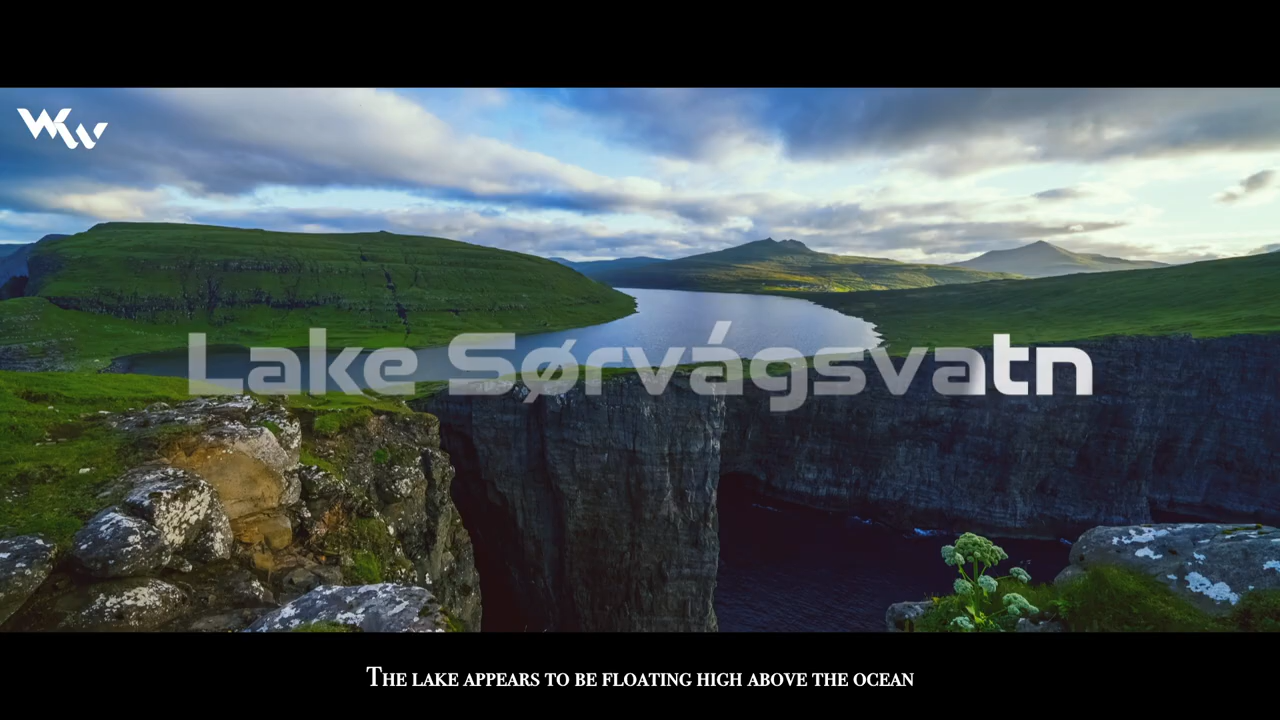 Lake Sørvágsvatn
The lake appears to be floating high above the ocean